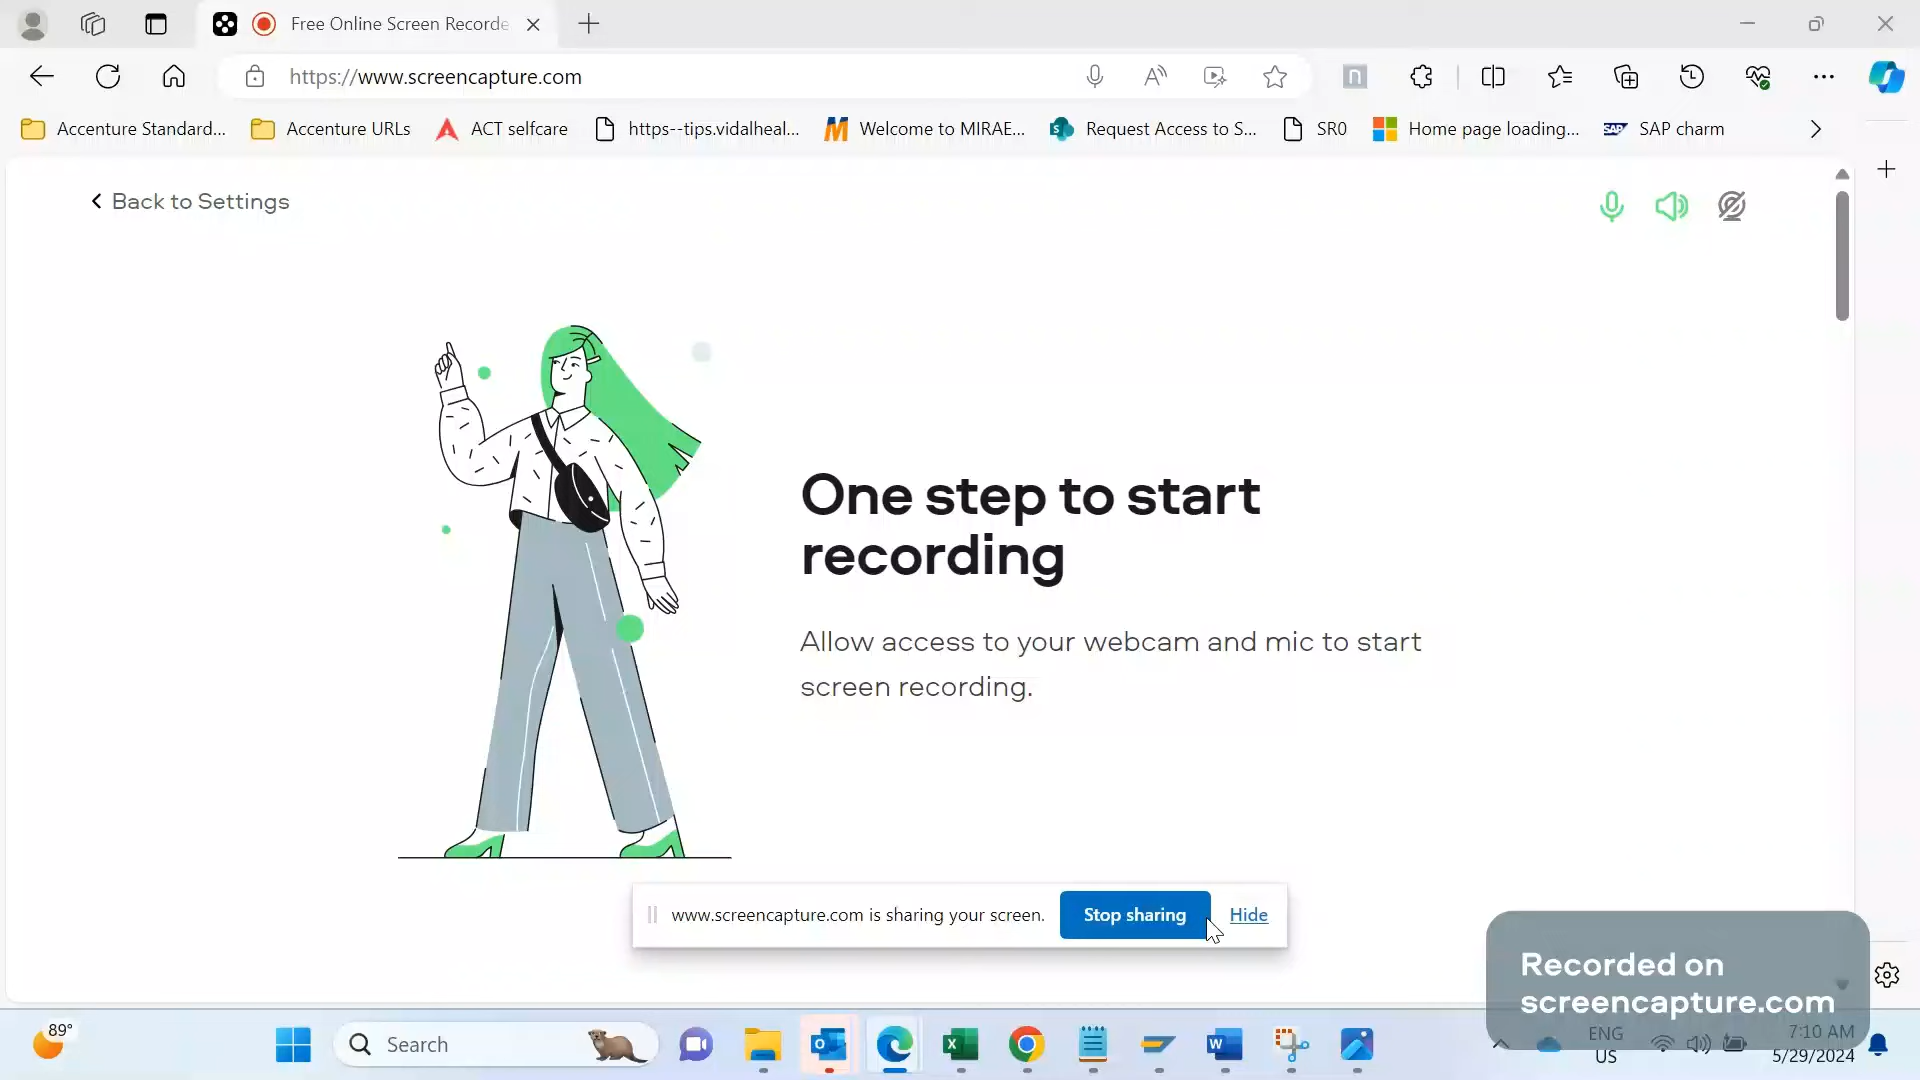 Free Online Screen Recorde
https://www.screencapture.com
Accenture Standard...
Accenture URLs
ACT selfcare
https--tips.vidalheal...
Welcome to MIRAE...
Request Access to S...
SR0
Home page loading...
SAP
SAP charm
Back to Settings
One step to start
recording
Allow access to your webcam and mic to start
screen recording.
www.screencapture.com is sharing your screen.
Stop sharing
Hide
Recorded on
screencapture.com
89°
Search
ENG
US
7:10 AM
5/29/2024